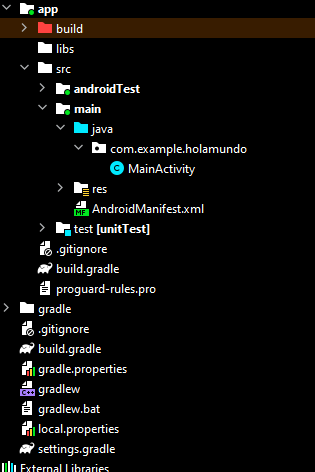 app
build
libs
src
androidTest
main
java
com.example.holamundo
MainActivity
res
AndroidManifest.xml
test [unitTest]
.gitignore
build.gradle
proguard-rules.pro
gradle
.gitignore
build.gradle
gradle.properties
gradlew
gradlew.bat
local.properties
settings.gradle
External Libraries